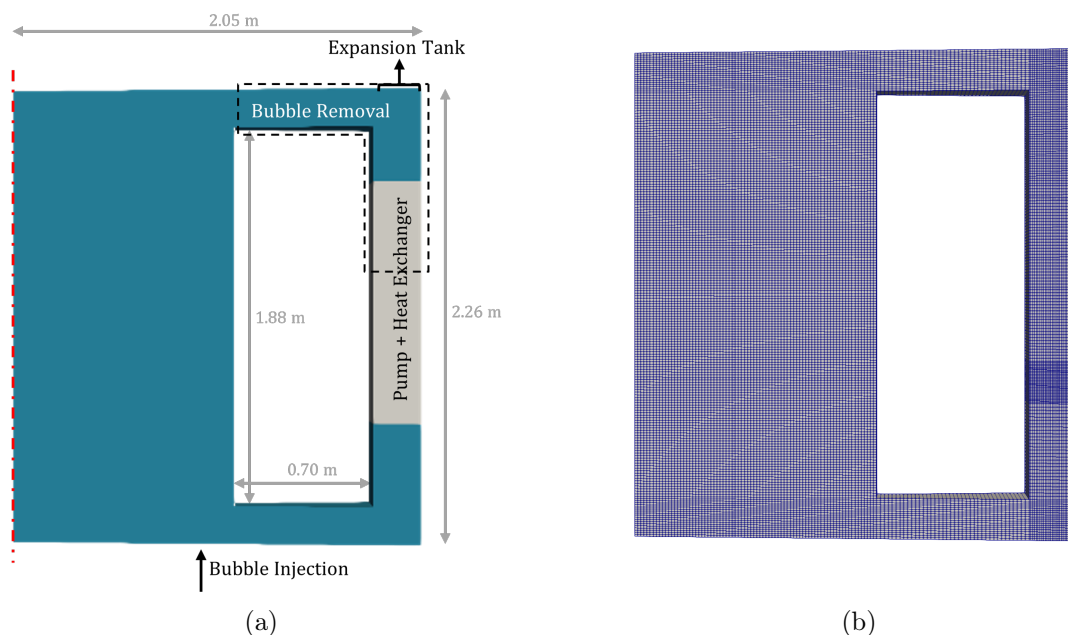 2.05 m
Expansion Tank
Bubble Removal
Pump + Heat Exchanger
1.88 m
2.26 m
0.70 m
Bubble Injection
(a)
(b)